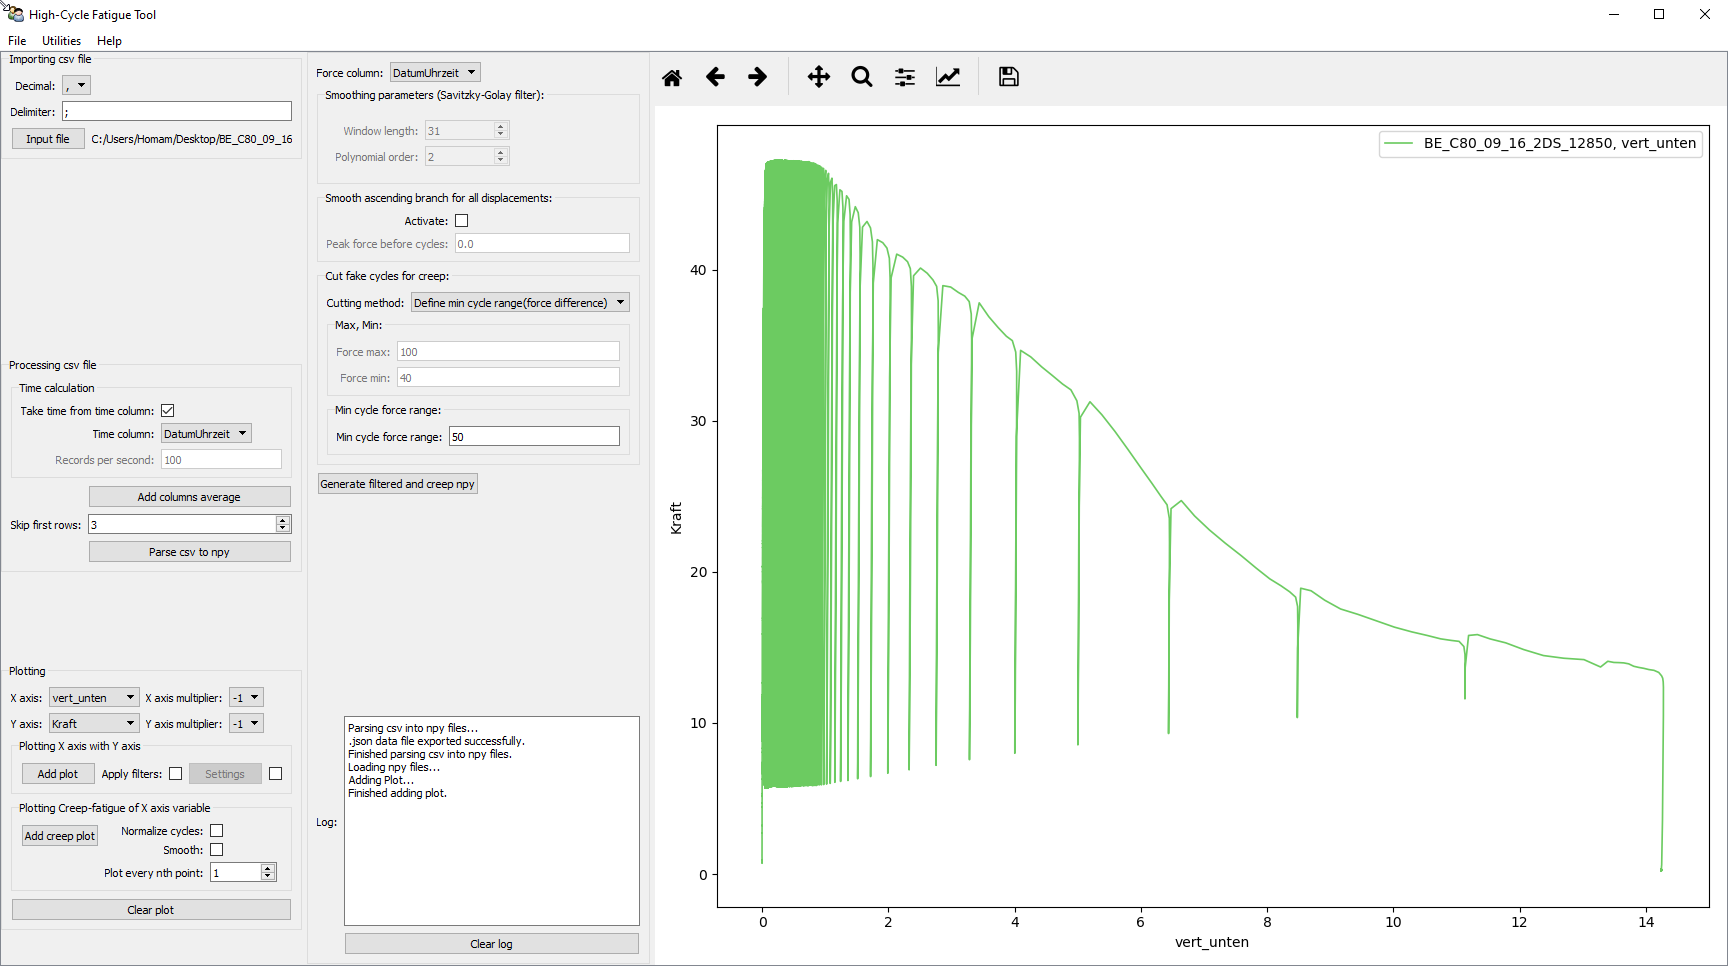 High-Cycle Fatigue Tool
File Utilities Help
Importing csv file
Decimal: ,
Delimiter: ;
Input file C:/Users/Homam/Desktop/BE_C80_09_16
Processing csv file
Time calculation
Take time from time column:
Time column: DatumUhrzeit
Records per second: 100
Add columns average
Skip first rows: 3
Parse csv to npy
Plotting
X axis: vert_unten X axis multiplier: -1
Y axis: Kraft Y axis multiplier: -1
Plotting X axis with Y axis
Add plot Apply filters: Settings
Plotting Creep-fatigue of X axis variable
Add creep plot Normalize cycles:
Smooth:
Plot every nth point: 1
Clear plot
Force column: DatumUhrzeit
Smoothing parameters (Savitzky-Golay filter):
Window length: 31
Polynomial order: 2
Smooth ascending branch for all displacements:
Activate:
Peak force before cycles: 0.0
Cut fake cycles for creep:
Cutting method: Define min cycle range(force difference)
Max, Min:
Force max: 100
Force min: 40
Min cycle force range:
Min cycle force range: 50
Generate filtered and creep npy
Log:
Parsing csv into npy files...
.json data file exported successfully.
Finished parsing csv into npy files.
Loading npy files...
Adding Plot...
Finished adding plot.
Clear log
BE_C80_09_16_2DS_12850, vert_unten
Kraft
40
30
20
10
0
0 2 4 6 8 10 12 14
vert_unten